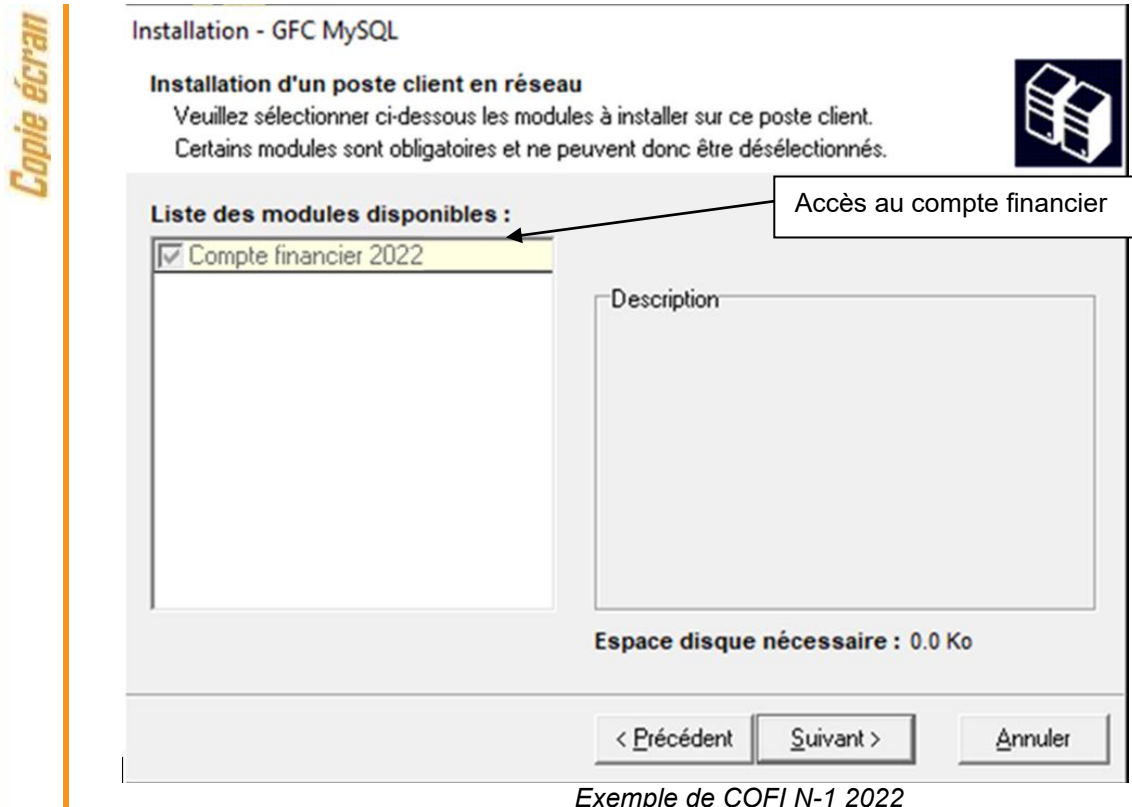 Copie écran
Installation - GFC MySQL
Installation d'un poste client en réseau
Veuillez sélectionner ci-dessous les modules à installer sur ce poste client.
Certains modules sont obligatoires et ne peuvent donc être désélectionnés.
Accès au compte financier
Liste des modules disponibles :
Compte financier 2022
Description
Espace disque nécessaire : 0.0 Ko
< Précédent
Suivant >
Annuler
Exemple de COFI N-1 2022